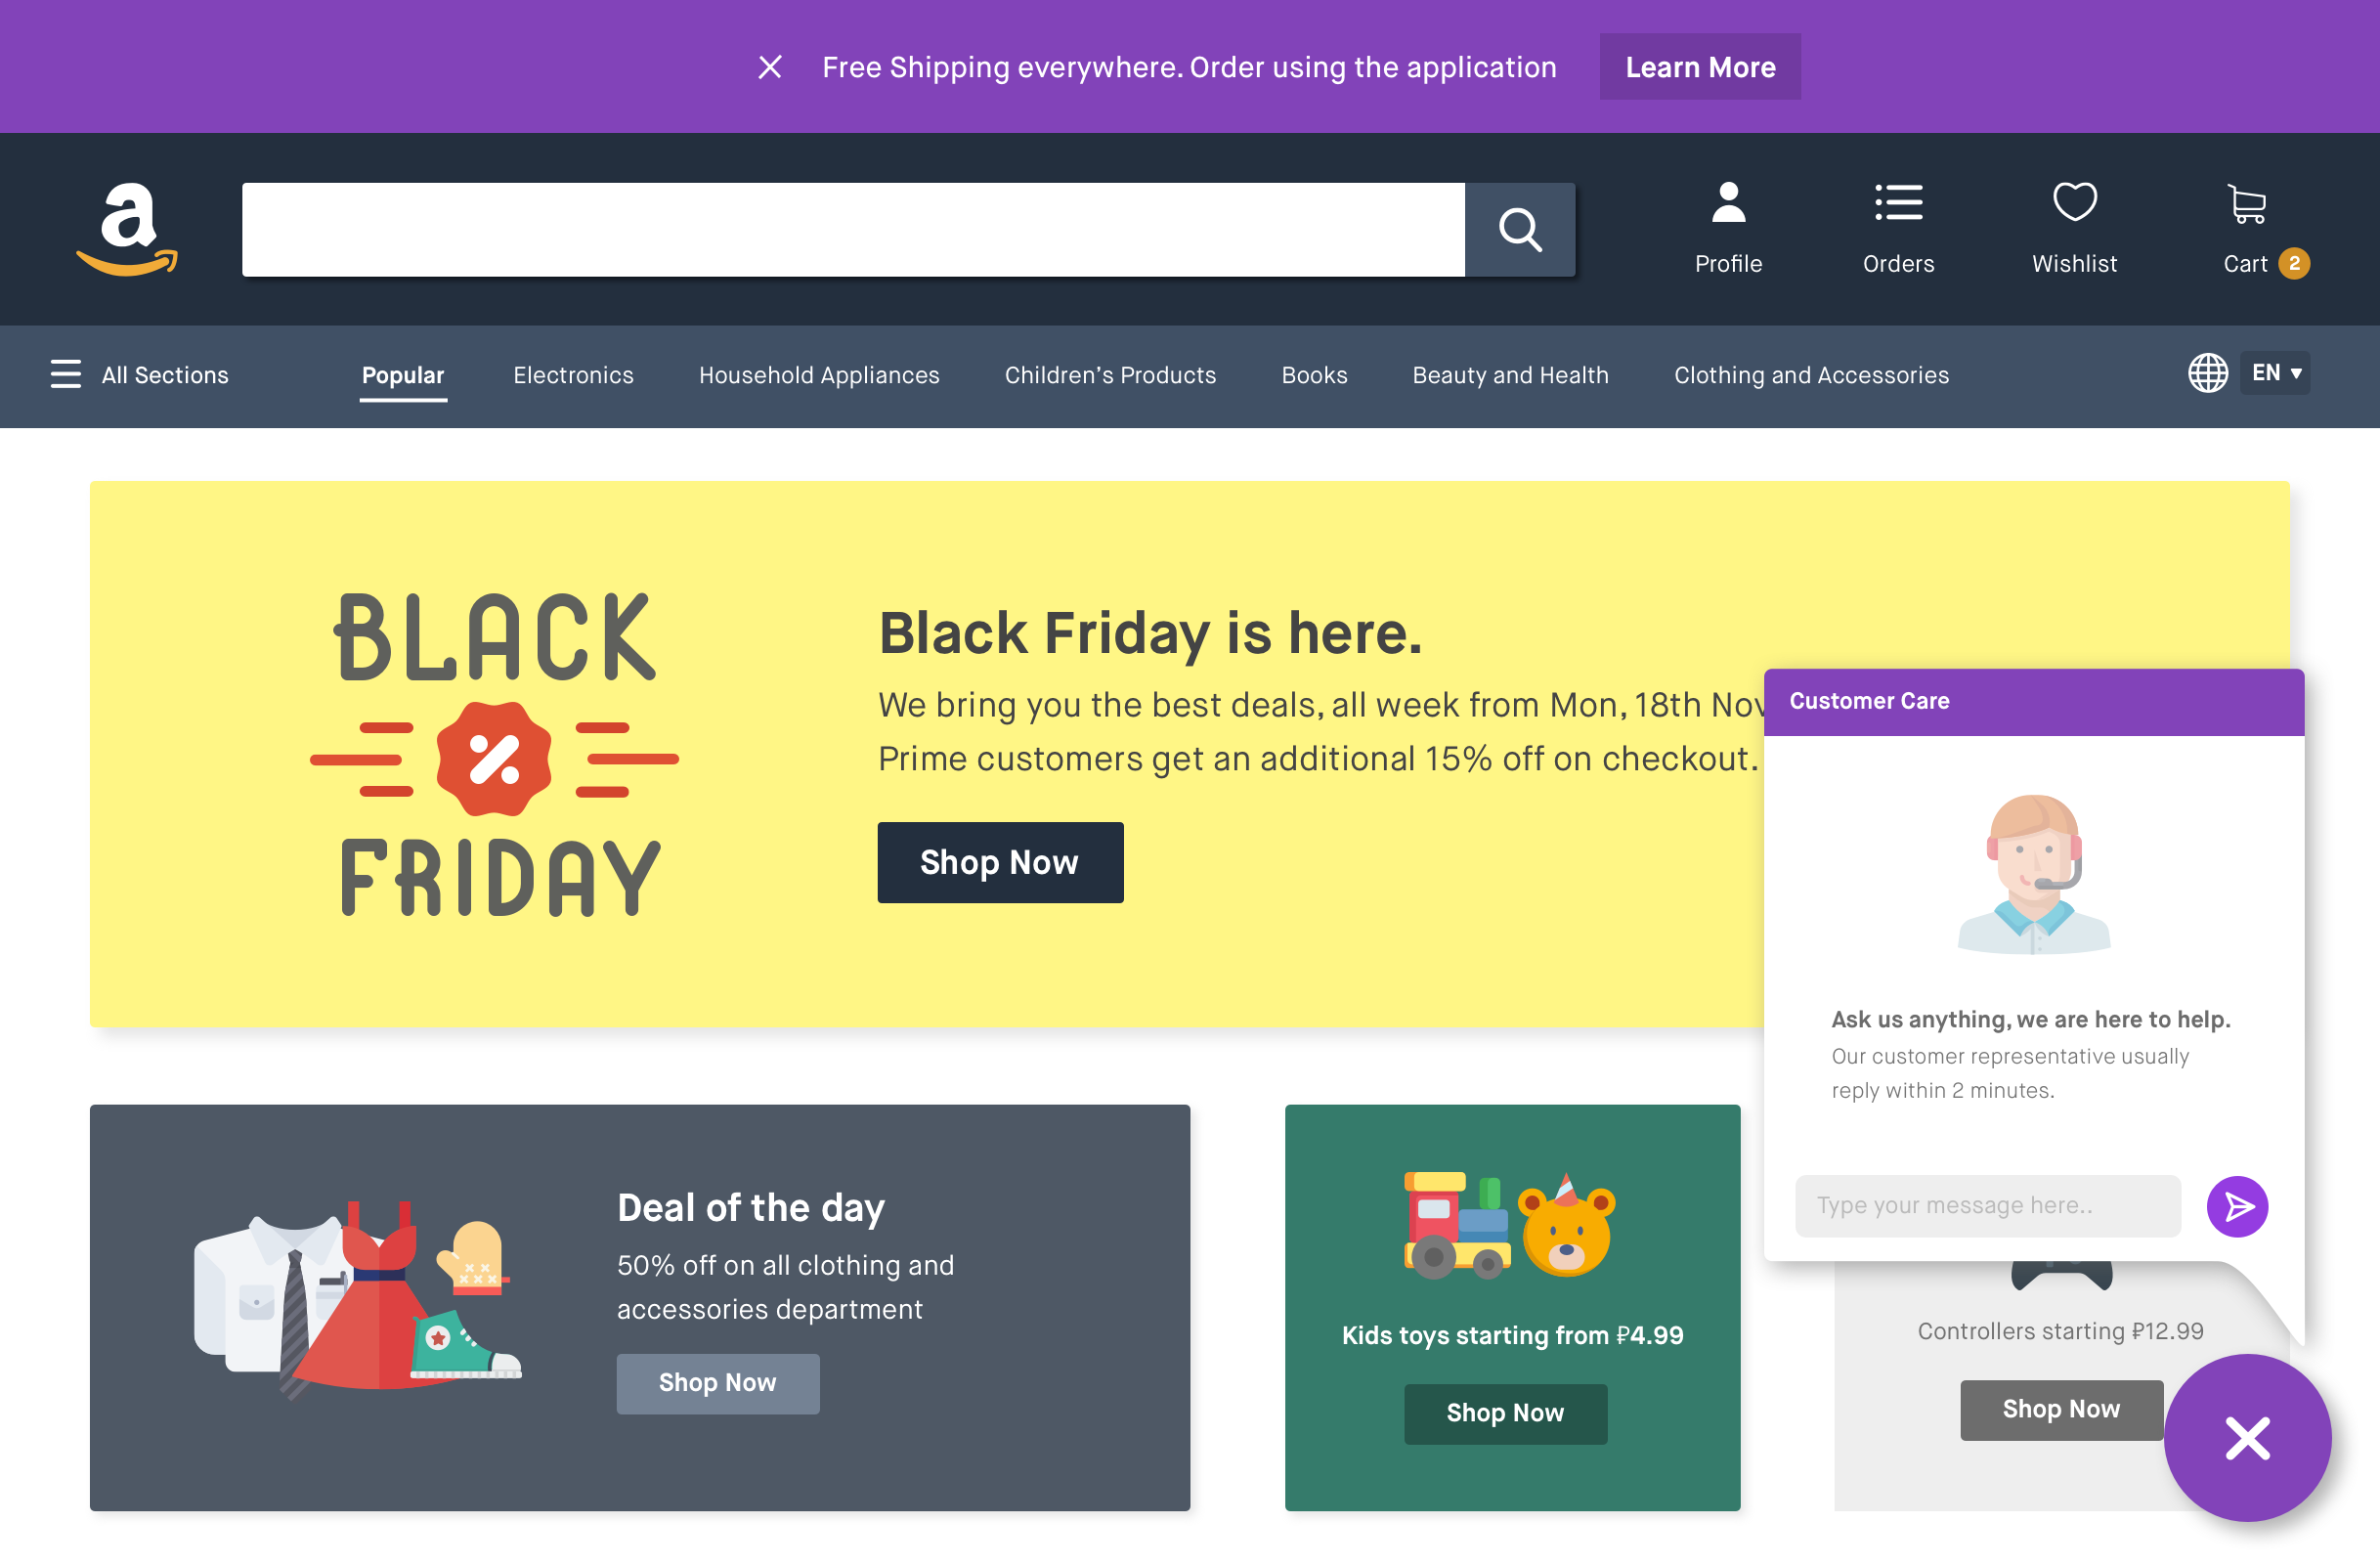 Free Shipping everywhere. Order using the application
Learn More
a
Profile
Orders
Wishlist
Cart 2
All Sections
Popular
Electronics
Household Appliances
Children’s Products
Books
Beauty and Health
Clothing and Accessories
EN
BLACK
%
FRIDAY
Black Friday is here.
We bring you the best deals, all week from Mon, 18th Nov
Prime customers get an additional 15% off on checkout.
Shop Now
Customer Care
Ask us anything, we are here to help.
Our customer representative usually
reply within 2 minutes.
Type your message here..
Deal of the day
50% off on all clothing and
accessories department
Shop Now
Kids toys starting from ₽4.99
Shop Now
Controllers starting ₽12.99
Shop Now